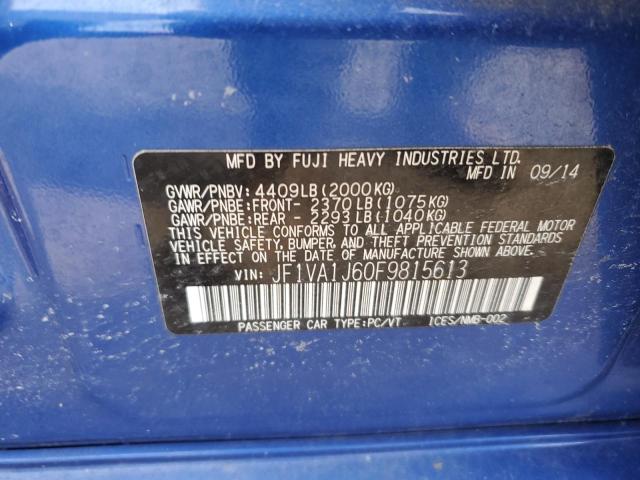 MFD BY FUJI HEAVY INDUSTRIES LTD.
MFD IN 09/14
GVWR/PNBV: 4409LB(2000KG)
GAWR/PNBE:FRONT- 2370LB(1075KG)
GAWR/PNBE:REAR - 2293LB(1040KG)
THIS VEHICLE CONFORMS TO ALL APPLICABLE FEDERAL MOTOR
VEHICLE SAFETY, BUMPER, AND THEFT PREVENTION STANDARDS
IN EFFECT ON THE DATE OF MANUFACTURE SHOWN ABOVE.
VIN: JF1VA1J60F9815613
PASSENGER CAR TYPE:PC/VT. ICES/NMB-002